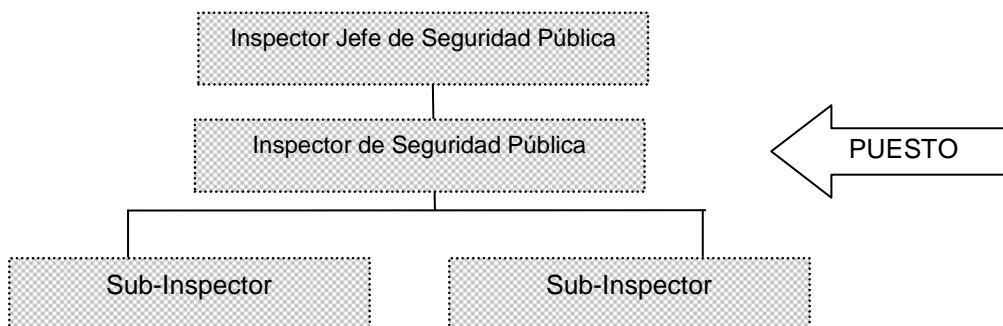 Inspector Jefe de Seguridad Pública
Inspector de Seguridad Pública
PUESTO
Sub-Inspector
Sub-Inspector